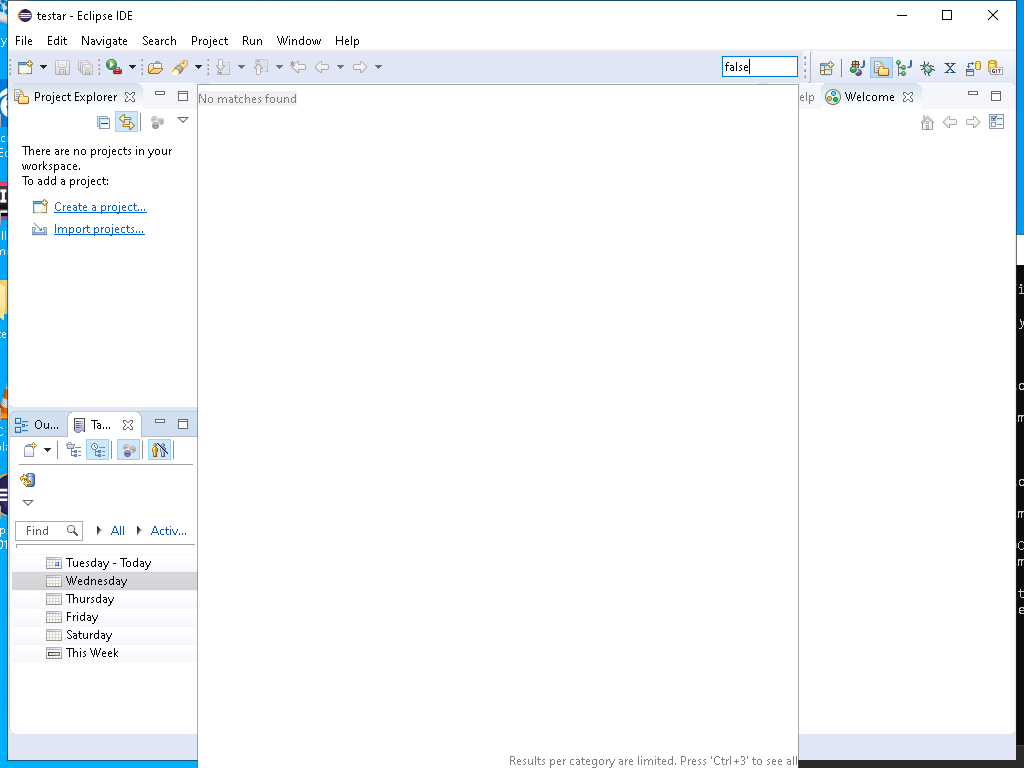 testar - Eclipse IDE
File Edit Navigate Search Project Run Window Help
false
Project Explorer
No matches found
elp
Welcome
There are no projects in your
workspace.
To add a project:
Create a project...
Import projects...
Ou...
Ta...
Find
All
Activ...
Tuesday - Today
Wednesday
Thursday
Friday
Saturday
This Week
Results per category are limited. Press 'Ctrl+3' to see all